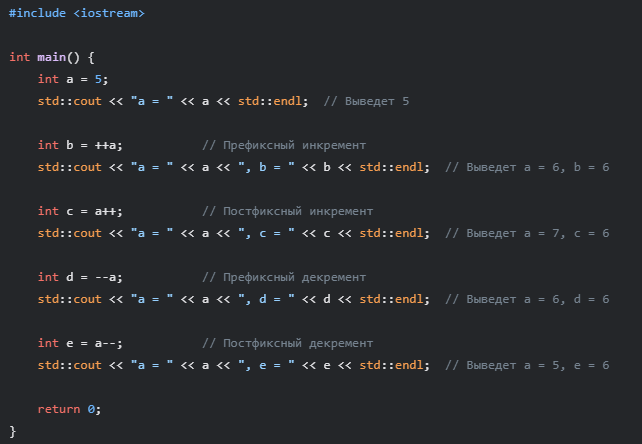 #include <iostream>
int main() {
int a = 5;
std::cout << "a = " << a << std::endl; // Выведет 5
int b = ++a; // Префиксный инкремент
std::cout << "a = " << a << ", b = " << b << std::endl; // Выведет a = 6, b = 6
int c = a++; // Постфиксный инкремент
std::cout << "a = " << a << ", c = " << c << std::endl; // Выведет a = 7, c = 6
int d = --a; // Префиксный декремент
std::cout << "a = " << a << ", d = " << d << std::endl; // Выведет a = 6, d = 6
int e = a--; // Постфиксный декремент
std::cout << "a = " << a << ", e = " << e << std::endl; // Выведет a = 5, e = 6
return 0;
}